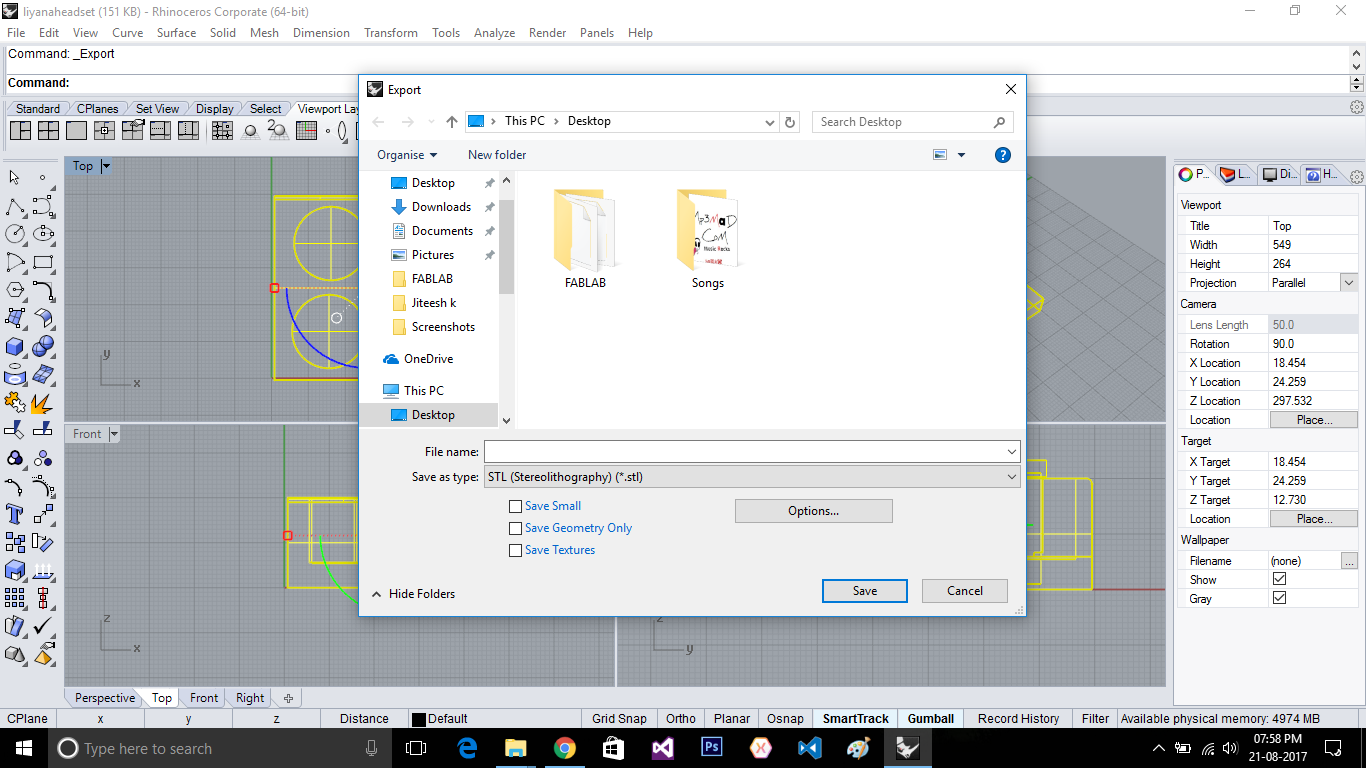 liyanaheadset (151 KB) - Rhinoceros Corporate (64-bit)
File Edit View Curve Surface Solid Mesh Dimension Transform Tools Analyze Render Panels Help
Command: _Export
Command:
Standard CPlanes Set View Display Select Viewport Lay
Export
This PC Desktop
Search Desktop
Organise New folder
Desktop
Downloads
Documents
Pictures
FABLAB
Jiteesh k
Screenshots
OneDrive
This PC
Desktop
FABLAB
Songs
Mp3MaD
CoM
Music Rocks
File name:
Save as type: STL (Stereolithography) (*.stl)
Save Small
Save Geometry Only
Save Textures
Options...
Hide Folders
Save Cancel
Top
y
x
Front
z
x
z
y
P... L... Di... H...
Viewport
Title Top
Width 549
Height 264
Projection Parallel
Camera
Lens Length 50.0
Rotation 90.0
X Location 18.454
Y Location 24.259
Z Location 297.532
Location Place...
Target
X Target 18.454
Y Target 24.259
Z Target 12.730
Location Place...
Wallpaper
Filename (none) ...
Show
Gray
Perspective Top Front Right
CPlane x y z Distance Default Grid Snap Ortho Planar Osnap SmartTrack Gumball Record History Filter Available physical memory: 4974 MB
Type here to search
Ps
07:58 PM
21-08-2017